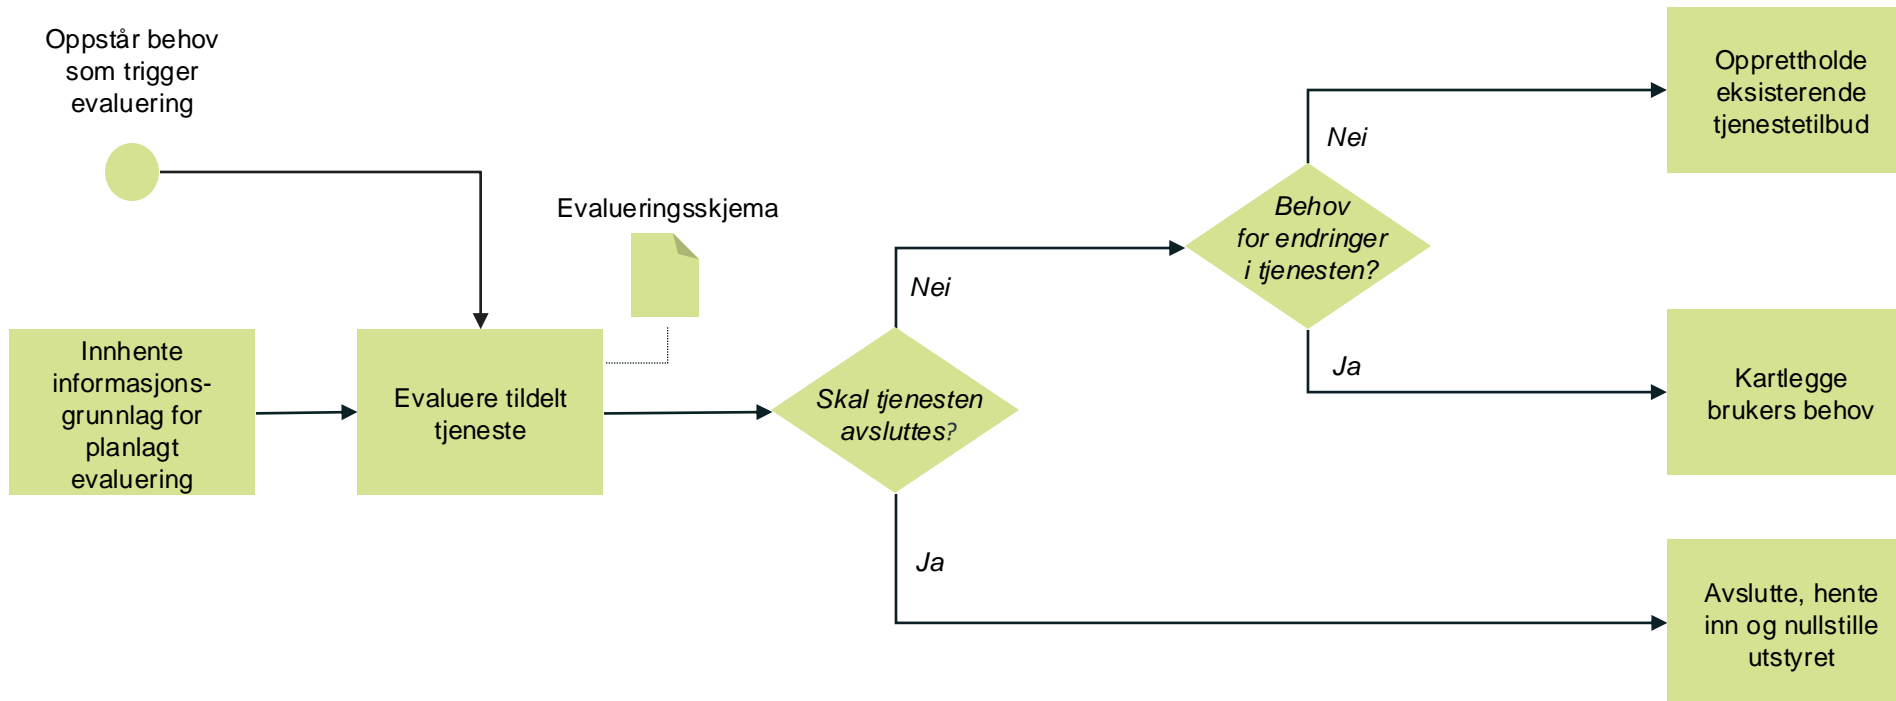 Oppstår behov
som trigger
evaluering
Evalueringsskjema
Innhente
informasjons-
grunnlag for
planlagt
evaluering
Evaluere tildelt
tjeneste
Skal tjenesten
avsluttes?
Nei
Ja
Behov
for endringer
i tjenesten?
Nei
Ja
Opprettholde
eksisterende
tjenestetilbud
Kartlegge
brukers behov
Avslutte, hente
inn og nullstille
utstyret